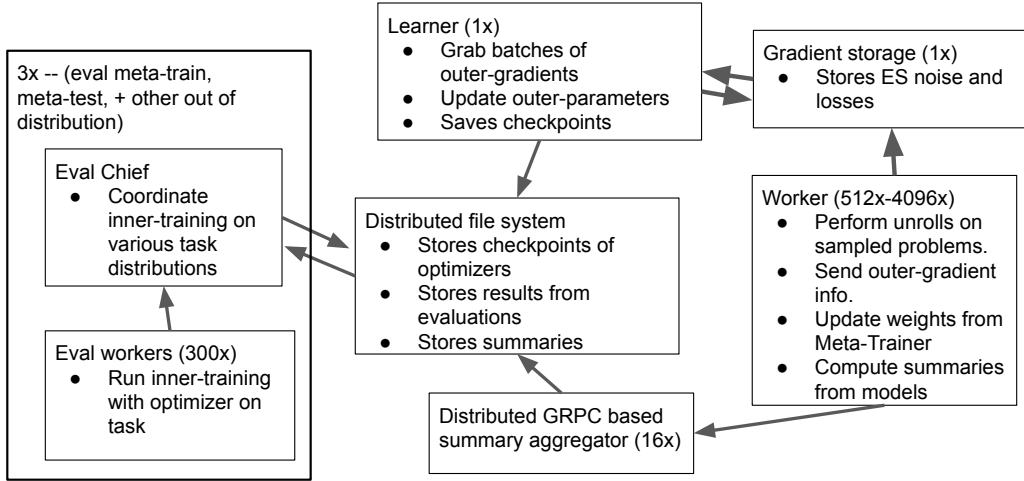 Learner (1x)
● Grab batches of
outer-gradients
● Update outer-parameters
● Saves checkpoints
Gradient storage (1x)
● Stores ES noise and
losses
3x -- (eval meta-train,
meta-test, + other out of
distribution)
Eval Chief
● Coordinate
inner-training on
various task
distributions
Eval workers (300x)
● Run inner-training
with optimizer on
task
Distributed file system
● Stores checkpoints of
optimizers
● Stores results from
evaluations
● Stores summaries
Worker (512x-4096x)
● Perform unrolls on
sampled problems.
● Send outer-gradient
info.
● Update weights from
Meta-Trainer
● Compute summaries
from models
Distributed GRPC based
summary aggregator (16x)